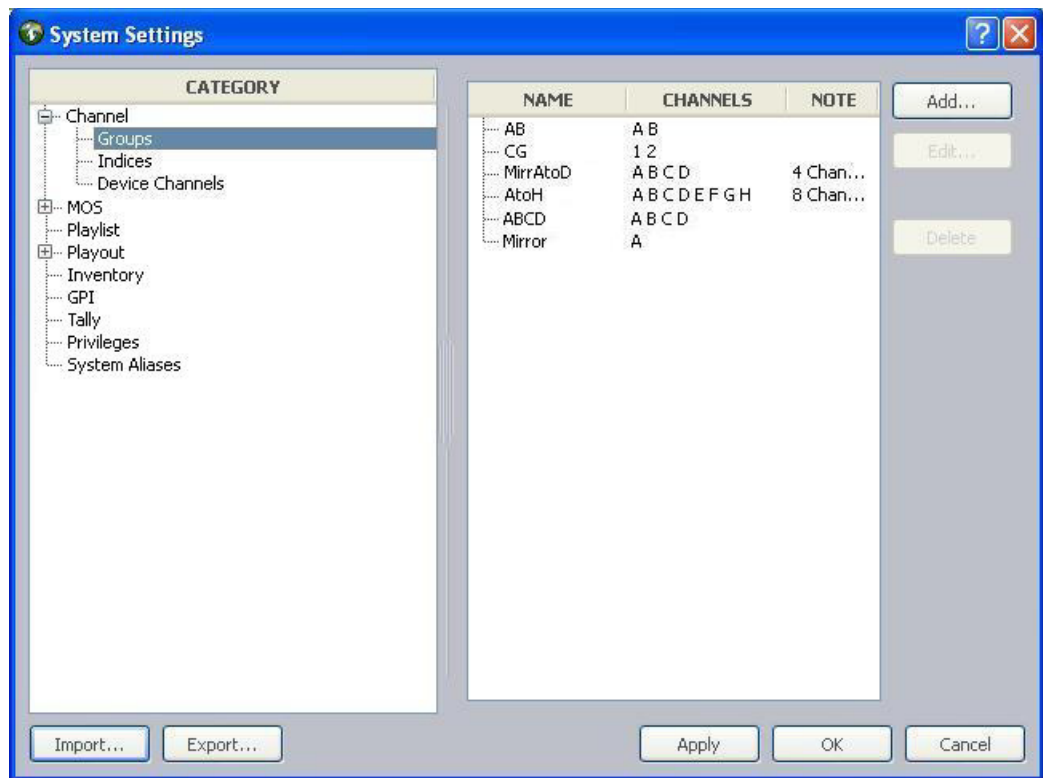 System Settings
CATEGORY
Channel
Groups
Indices
Device Channels
MOS
Playlist
Playout
Inventory
GPI
Tally
Privileges
System Aliases
NAME CHANNELS NOTE
AB A B
CG 1 2
MirrAtoD A B C D 4 Chan...
AtoH A B C D E F G H 8 Chan...
ABCD A B C D
Mirror A
Add...
Edit...
Delete
Import... Export... Apply OK Cancel